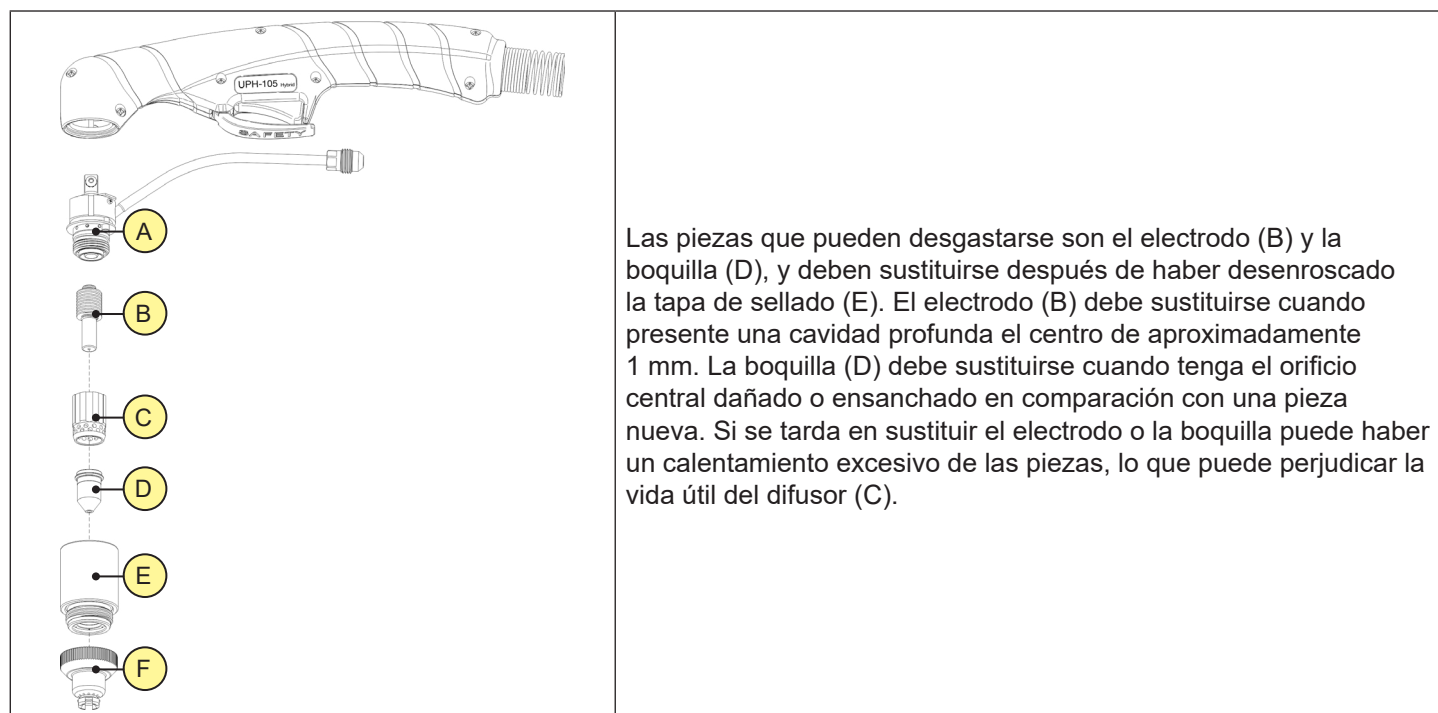 UPH-105 Hybrid
SAFETY
A
B
C
D
E
F
Las piezas que pueden desgastarse son el electrodo (B) y la
boquilla (D), y deben sustituirse después de haber desenroscado
la tapa de sellado (E). El electrodo (B) debe sustituirse cuando
presente una cavidad profunda el centro de aproximadamente
1 mm. La boquilla (D) debe sustituirse cuando tenga el orificio
central dañado o ensanchado en comparación con una pieza
nueva. Si se tarda en sustituir el electrodo o la boquilla puede haber
un calentamiento excesivo de las piezas, lo que puede perjudicar la
vida útil del difusor (C).